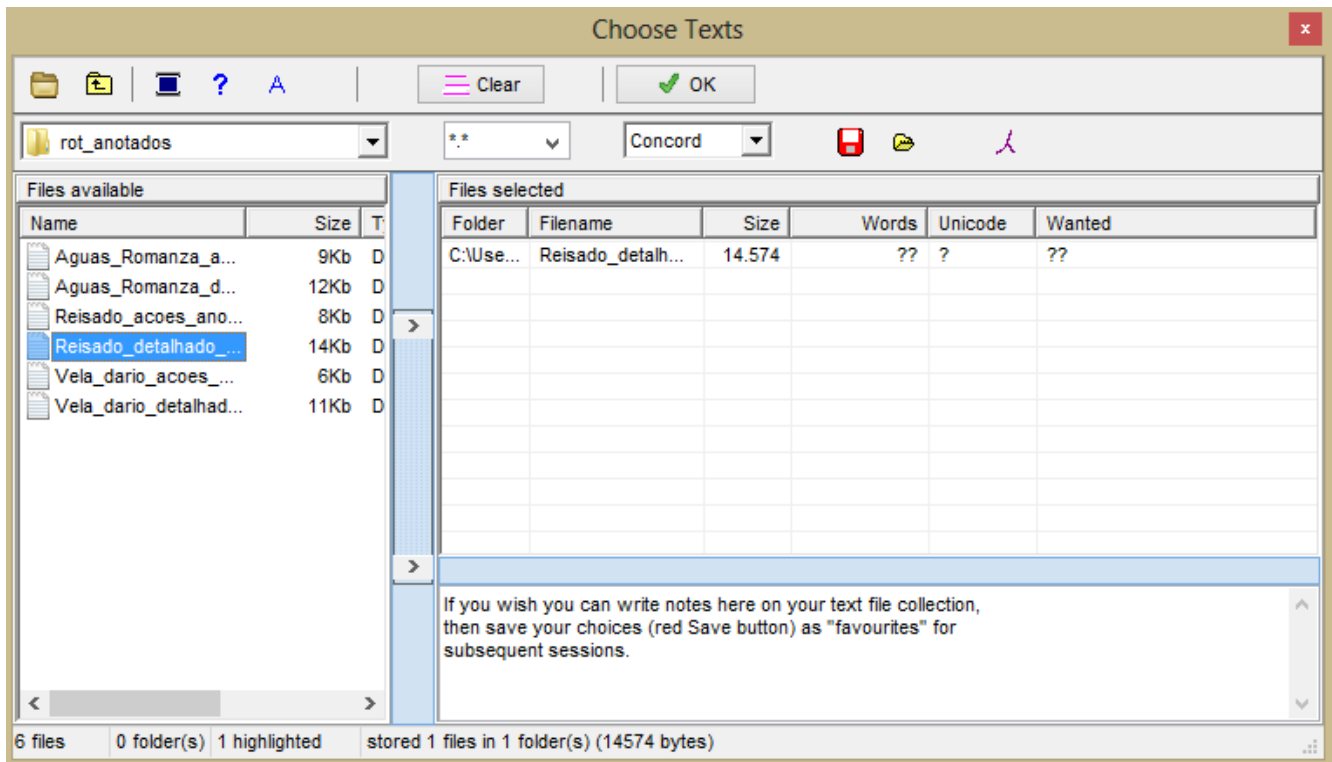 Choose Texts
x
? A Clear OK
rot_anotados *.* Concord
Files available
Name Size T
Aguas_Romanza_a... 9Kb D
Aguas_Romanza_d... 12Kb D
Reisado_acoes_ano... 8Kb D
Reisado_detalhado_... 14Kb D
Vela_dario_acoes_... 6Kb D
Vela_dario_detalhad... 11Kb D
Files selected
Folder Filename Size Words Unicode Wanted
C:\Use... Reisado_detalh... 14.574 ?? ? ??
If you wish you can write notes here on your text file collection,
then save your choices (red Save button) as "favourites" for
subsequent sessions.
6 files 0 folder(s) 1 highlighted stored 1 files in 1 folder(s) (14574 bytes)